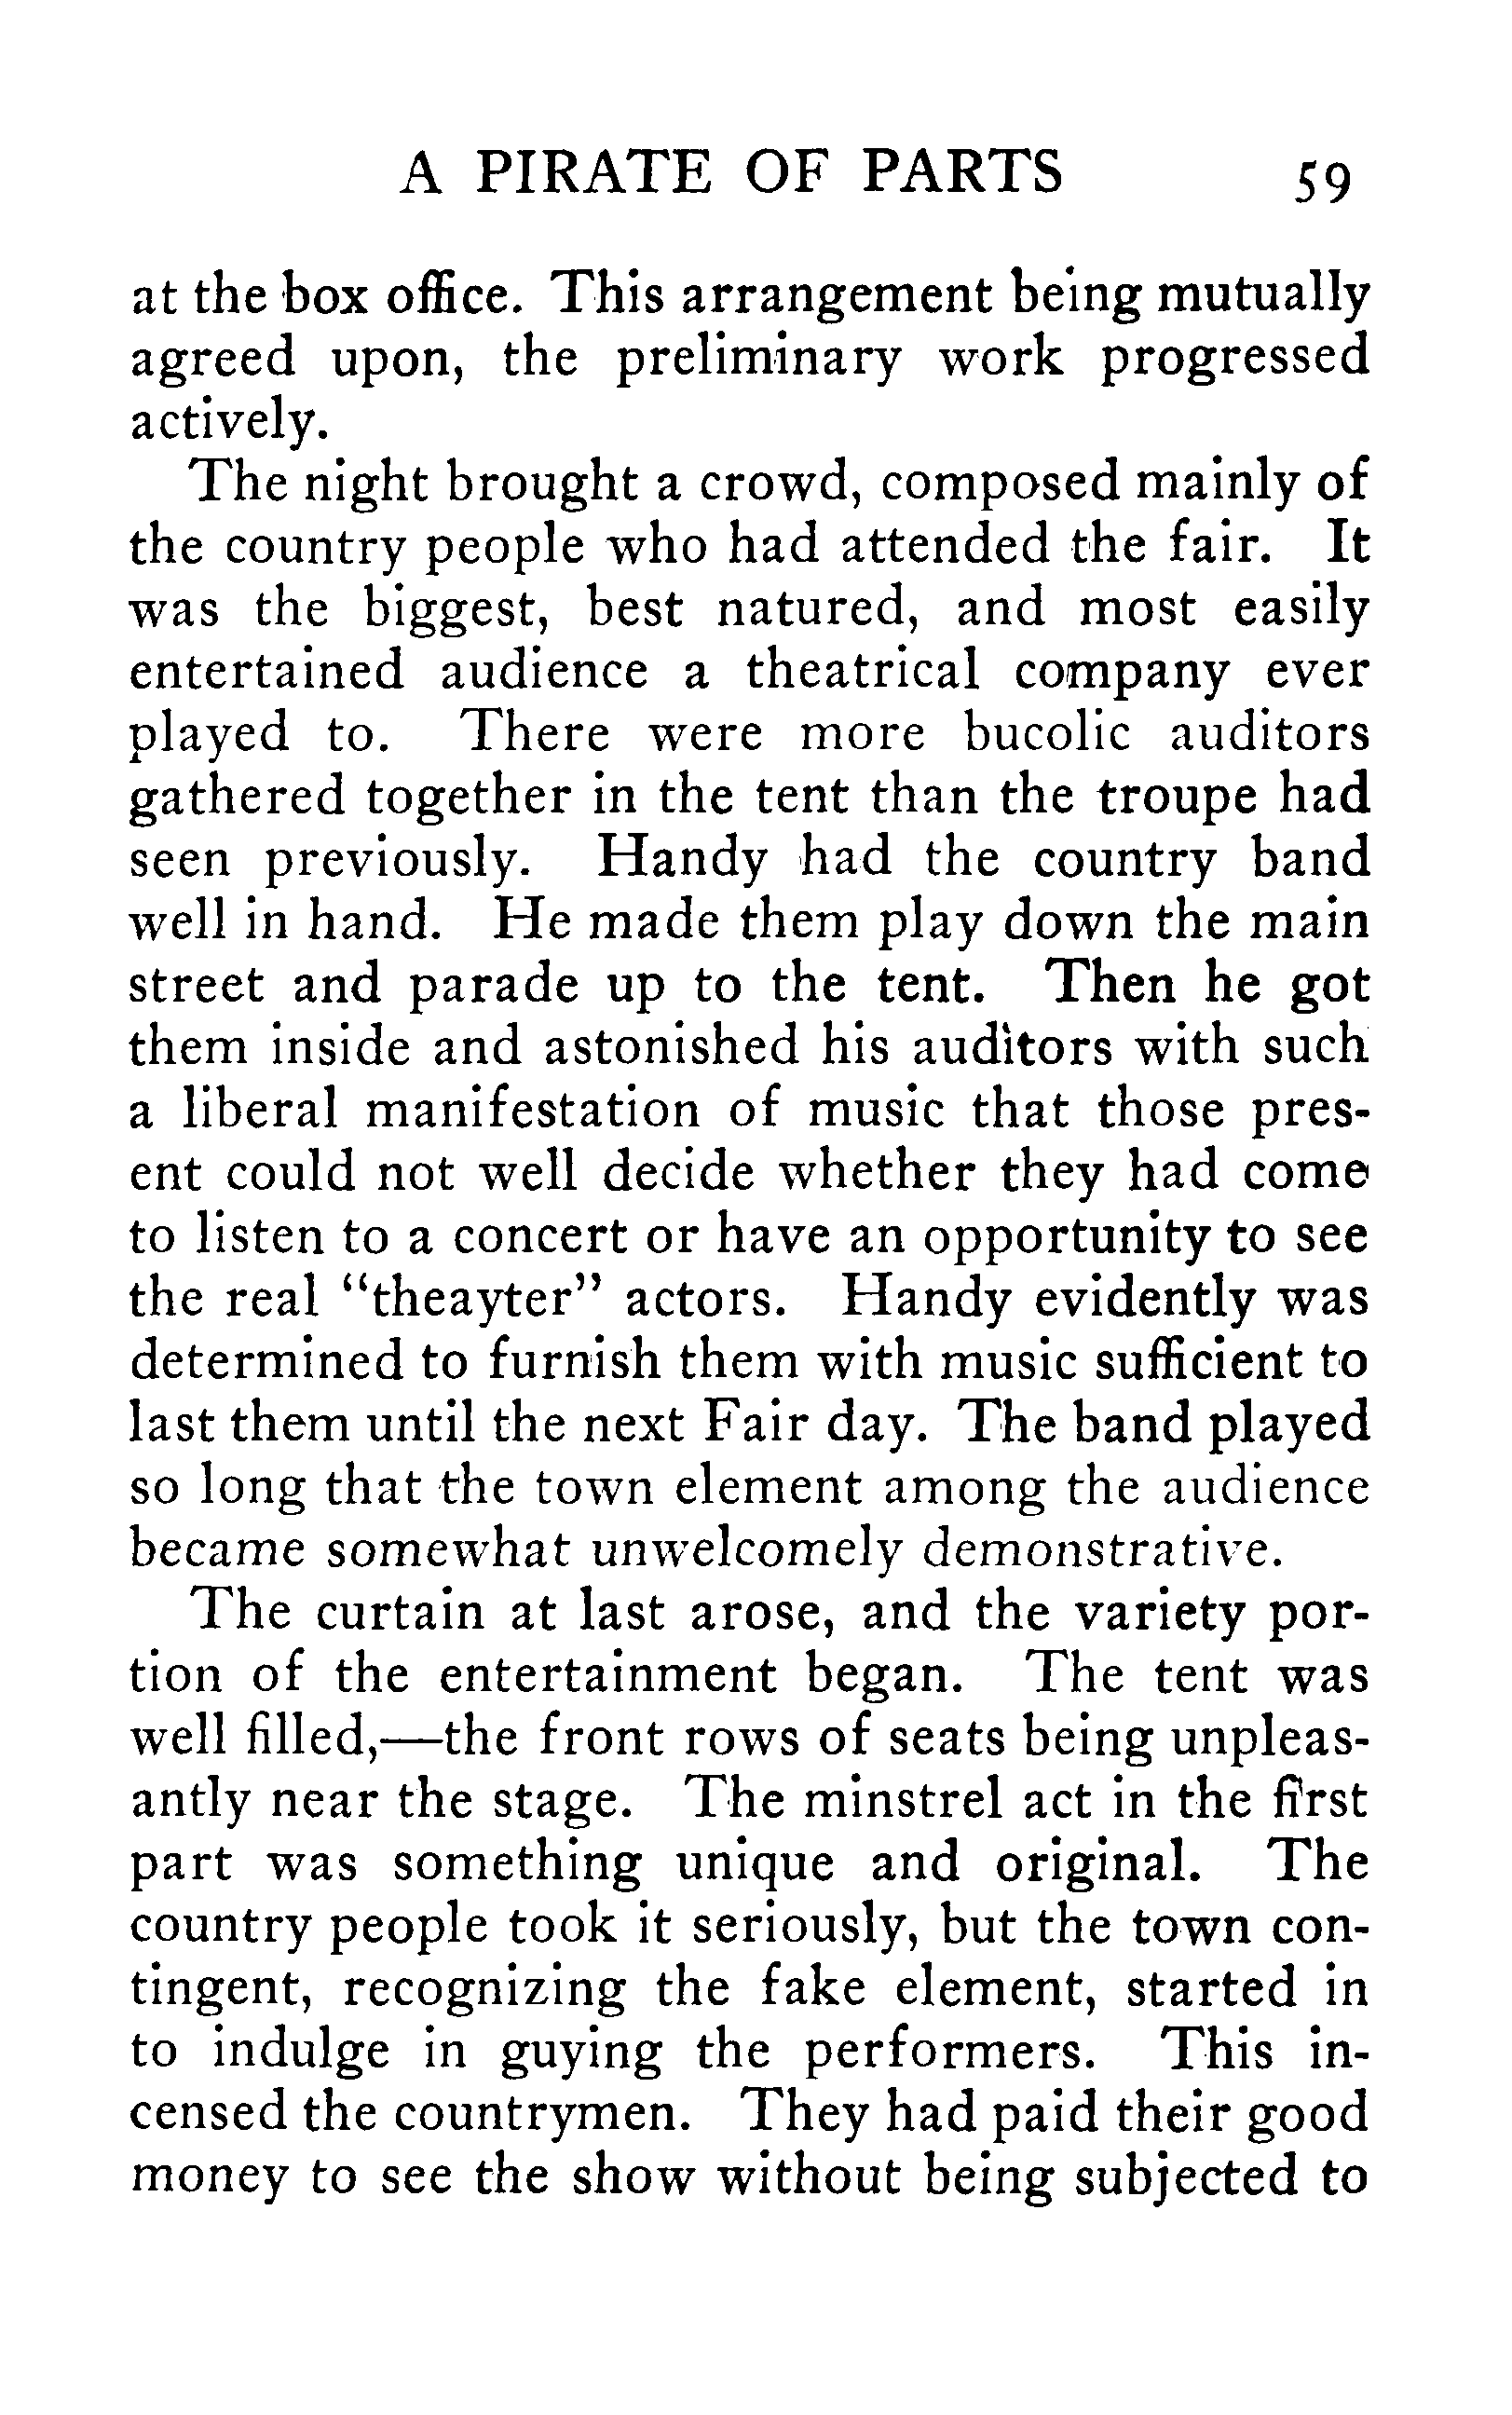 A PIRATE OF PARTS 59
at the box office. This arrangement being mutually
agreed upon, the preliminary work progressed
actively.
The night brought a crowd, composed mainly of
the country people who had attended the fair. It
was the biggest, best natured, and most easily
entertained audience a theatrical company ever
played to. There were more bucolic auditors
gathered together in the tent than the troupe had
seen previously. Handy had the country band
well in hand. He made them play down the main
street and parade up to the tent. Then he got
them inside and astonished his auditors with such
a liberal manifestation of music that those pres-
ent could not well decide whether they had come
to listen to a concert or have an opportunity to see
the real "theayter" actors. Handy evidently was
determined to furnish them with music sufficient to
last them until the next Fair day. The band played
so long that the town element among the audience
became somewhat unwelcomely demonstrative.
The curtain at last arose, and the variety por-
tion of the entertainment began. The tent was
well filled,—the front rows of seats being unpleas-
antly near the stage. The minstrel act in the first
part was something unique and original. The
country people took it seriously, but the town con-
tingent, recognizing the fake element, started in
to indulge in guying the performers. This in-
censed the countrymen. They had paid their good
money to see the show without being subjected to